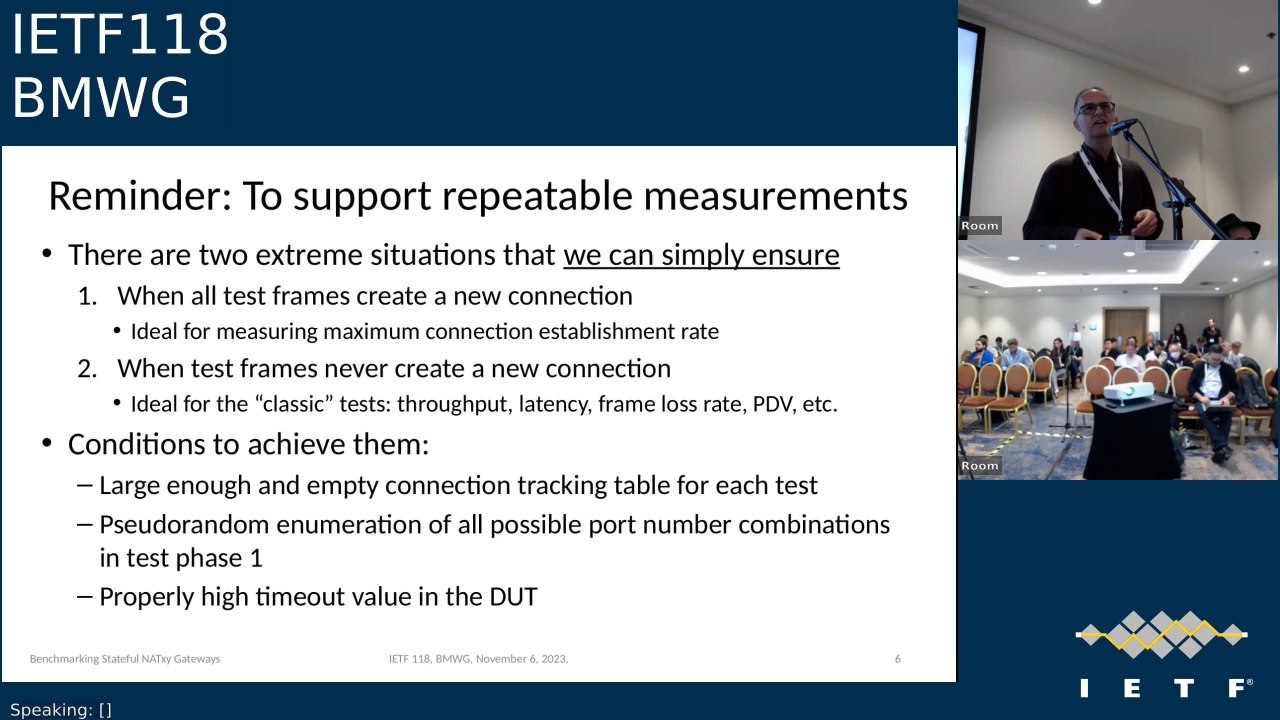 IETF118
BMWG
Reminder: To support repeatable measurements
• There are two extreme situations that we can simply ensure
1. When all test frames create a new connection
• Ideal for measuring maximum connection establishment rate
2. When test frames never create a new connection
• Ideal for the “classic” tests: throughput, latency, frame loss rate, PDV, etc.
• Conditions to achieve them:
– Large enough and empty connection tracking table for each test
– Pseudorandom enumeration of all possible port number combinations
in test phase 1
– Properly high timeout value in the DUT
Benchmarking Stateful NATxy Gateways
IETF 118, BMWG, November 6, 2023.
6
Room
Room
I E T F®
Speaking: []